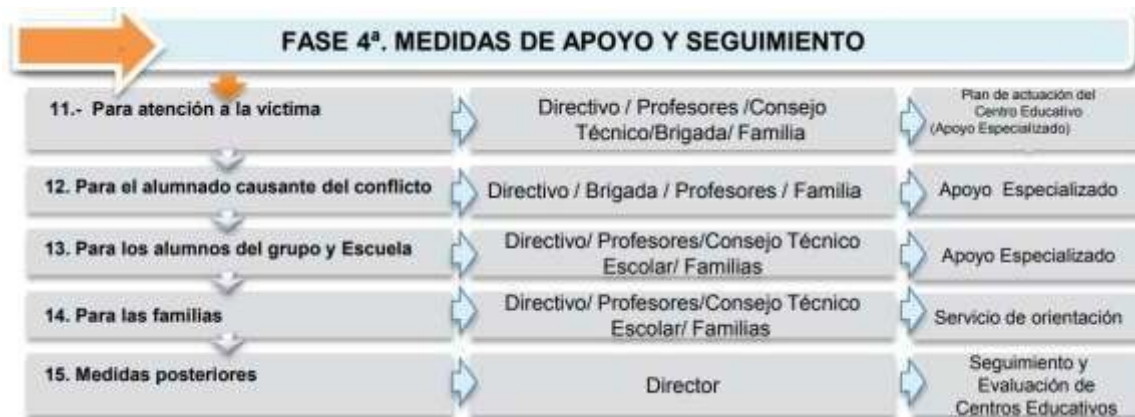 FASE 4ª. MEDIDAS DE APOYO Y SEGUIMIENTO
11.- Para atención a la víctima
Directivo / Profesores /Consejo
Técnico/Brigada/ Familia
Plan de actuación del
Centro Educativo
(Apoyo Especializado)
12. Para el alumnado causante del conflicto
Directivo / Brigada / Profesores / Familia
Apoyo Especializado
13. Para los alumnos del grupo y Escuela
Directivo/ Profesores/Consejo Técnico
Escolar/ Familias
Apoyo Especializado
14. Para las familias
Directivo/ Profesores/Consejo Técnico
Escolar/ Familias
Servicio de orientación
15. Medidas posteriores
Director
Seguimiento y
Evaluación de
Centros Educativos